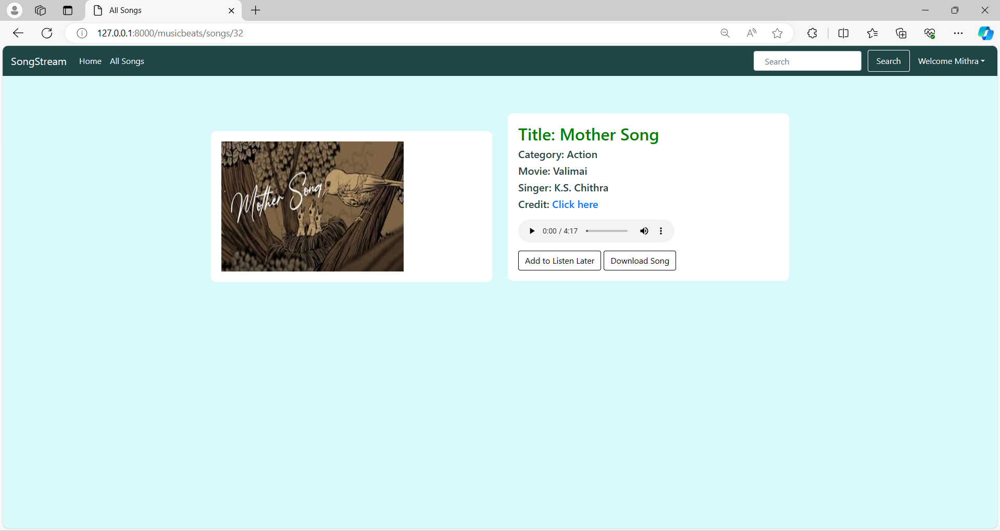 All Songs
127.0.0.1:8000/musicbeats/songs/32
SongStream Home All Songs Search Search Welcome Mithra
Mother Song
Title: Mother Song
Category: Action
Movie: Valimai
Singer: K.S. Chithra
Credit: Click here
0:00 / 4:17
Add to Listen Later Download Song